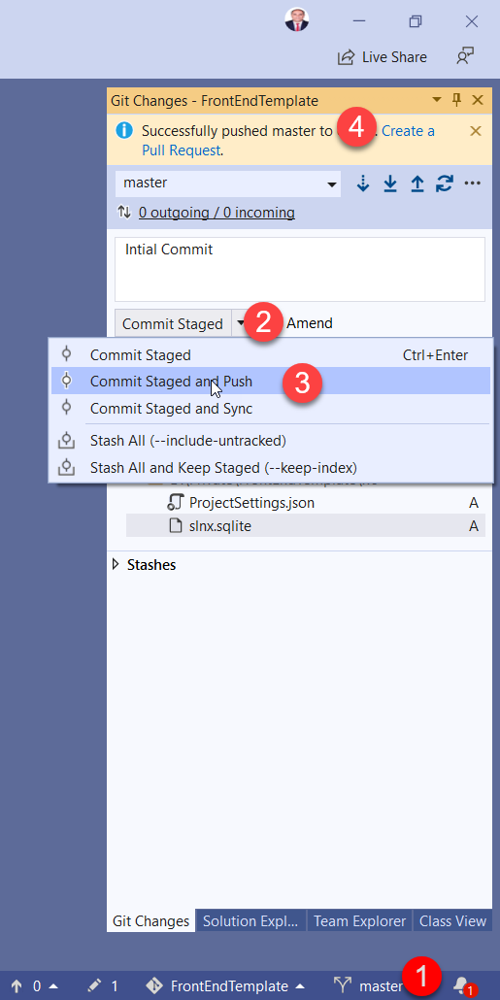 Live Share
Git Changes - FrontEndTemplate
Successfully pushed master to 4 . Create a
Pull Request.
master
0 outgoing / 0 incoming
Intial Commit
Commit Staged 2 Amend
Commit Staged Ctrl+Enter
Commit Staged and Push 3
Commit Staged and Sync
Stash All (--include-untracked)
Stash All and Keep Staged (--keep-index)
ProjectSettings.json A
slnx.sqlite A
Stashes
Git Changes Solution Expl... Team Explorer Class View
0 1 FrontEndTemplate master 1 1